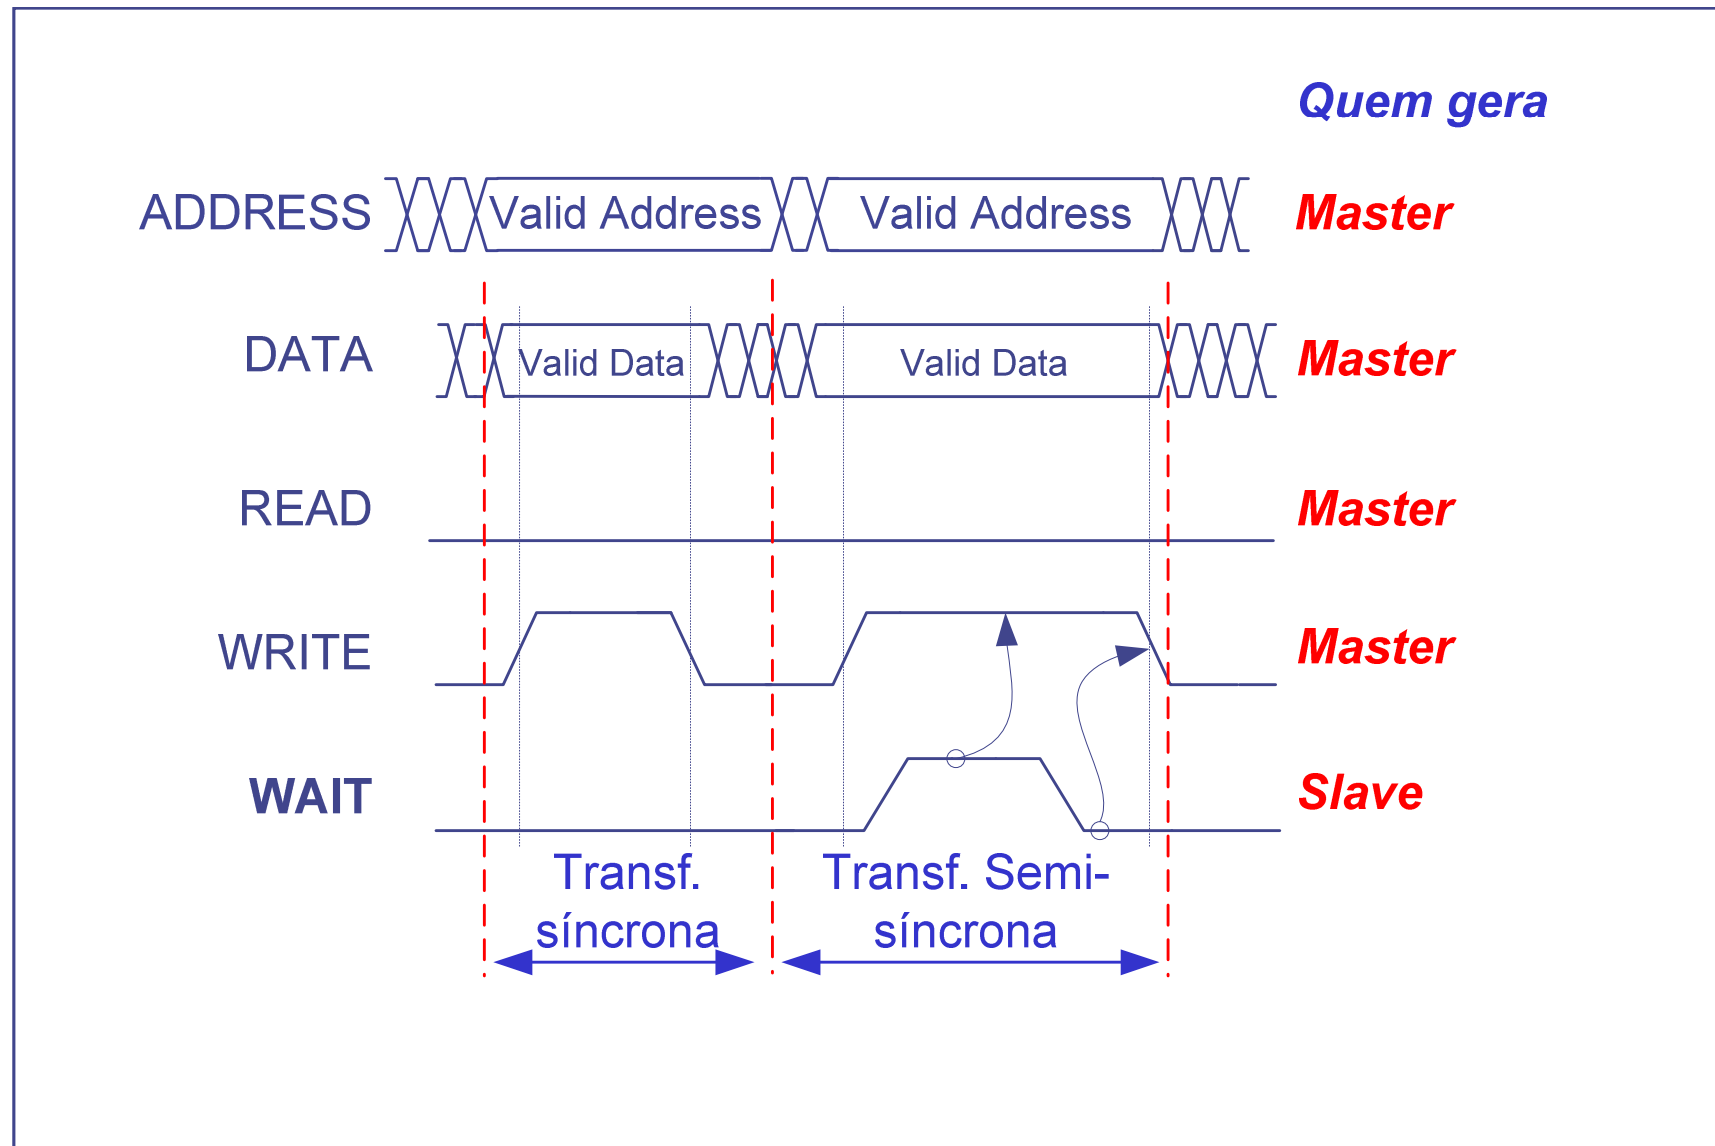 Quem gera
ADDRESS Valid Address Valid Address Master
DATA Valid Data Valid Data Master
READ Master
WRITE Master
WAIT Slave
Transf. Transf. Semi-
síncrona síncrona